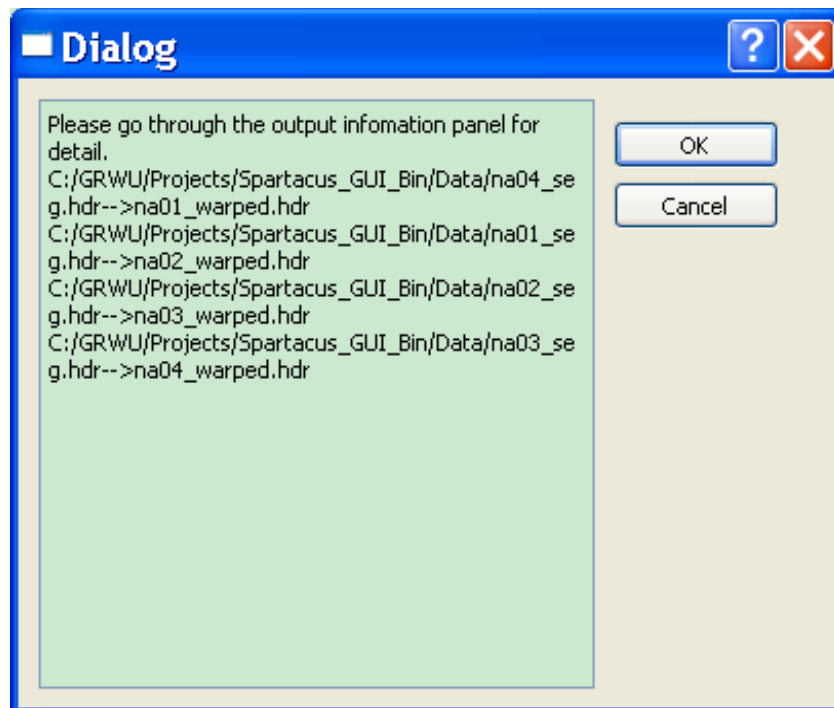 Dialog
Please go through the output infomation panel for
detail.
C:/GRWU/Projects/Spartacus_GUI_Bin/Data/na04_se
g.hdr-->na01_warped.hdr
C:/GRWU/Projects/Spartacus_GUI_Bin/Data/na01_se
g.hdr-->na02_warped.hdr
C:/GRWU/Projects/Spartacus_GUI_Bin/Data/na02_se
g.hdr-->na03_warped.hdr
C:/GRWU/Projects/Spartacus_GUI_Bin/Data/na03_se
g.hdr-->na04_warped.hdr
OK
Cancel